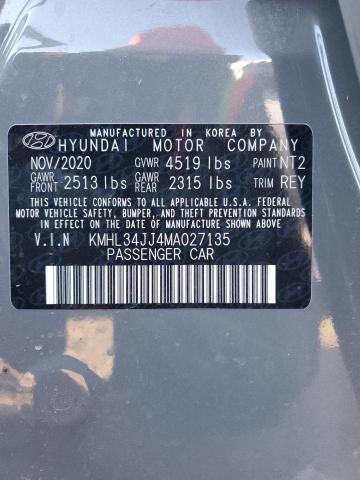 MANUFACTURED IN KOREA BY
HYUNDAI MOTOR COMPANY
NOV/2020 GVWR 4519 lbs PAINT NT2
GAWR FRONT 2513 lbs GAWR REAR 2315 lbs TRIM REY
THIS VEHICLE CONFORMS TO ALL APPLICABLE U.S.A. FEDERAL
MOTOR VEHICLE SAFETY, BUMPER, AND THEFT PREVENTION
STANDARDS IN EFFECT ON THE DATE OF MANUFACTURE SHOWN ABOVE.
V.I.N KMHL34JJ4MA027135
PASSENGER CAR